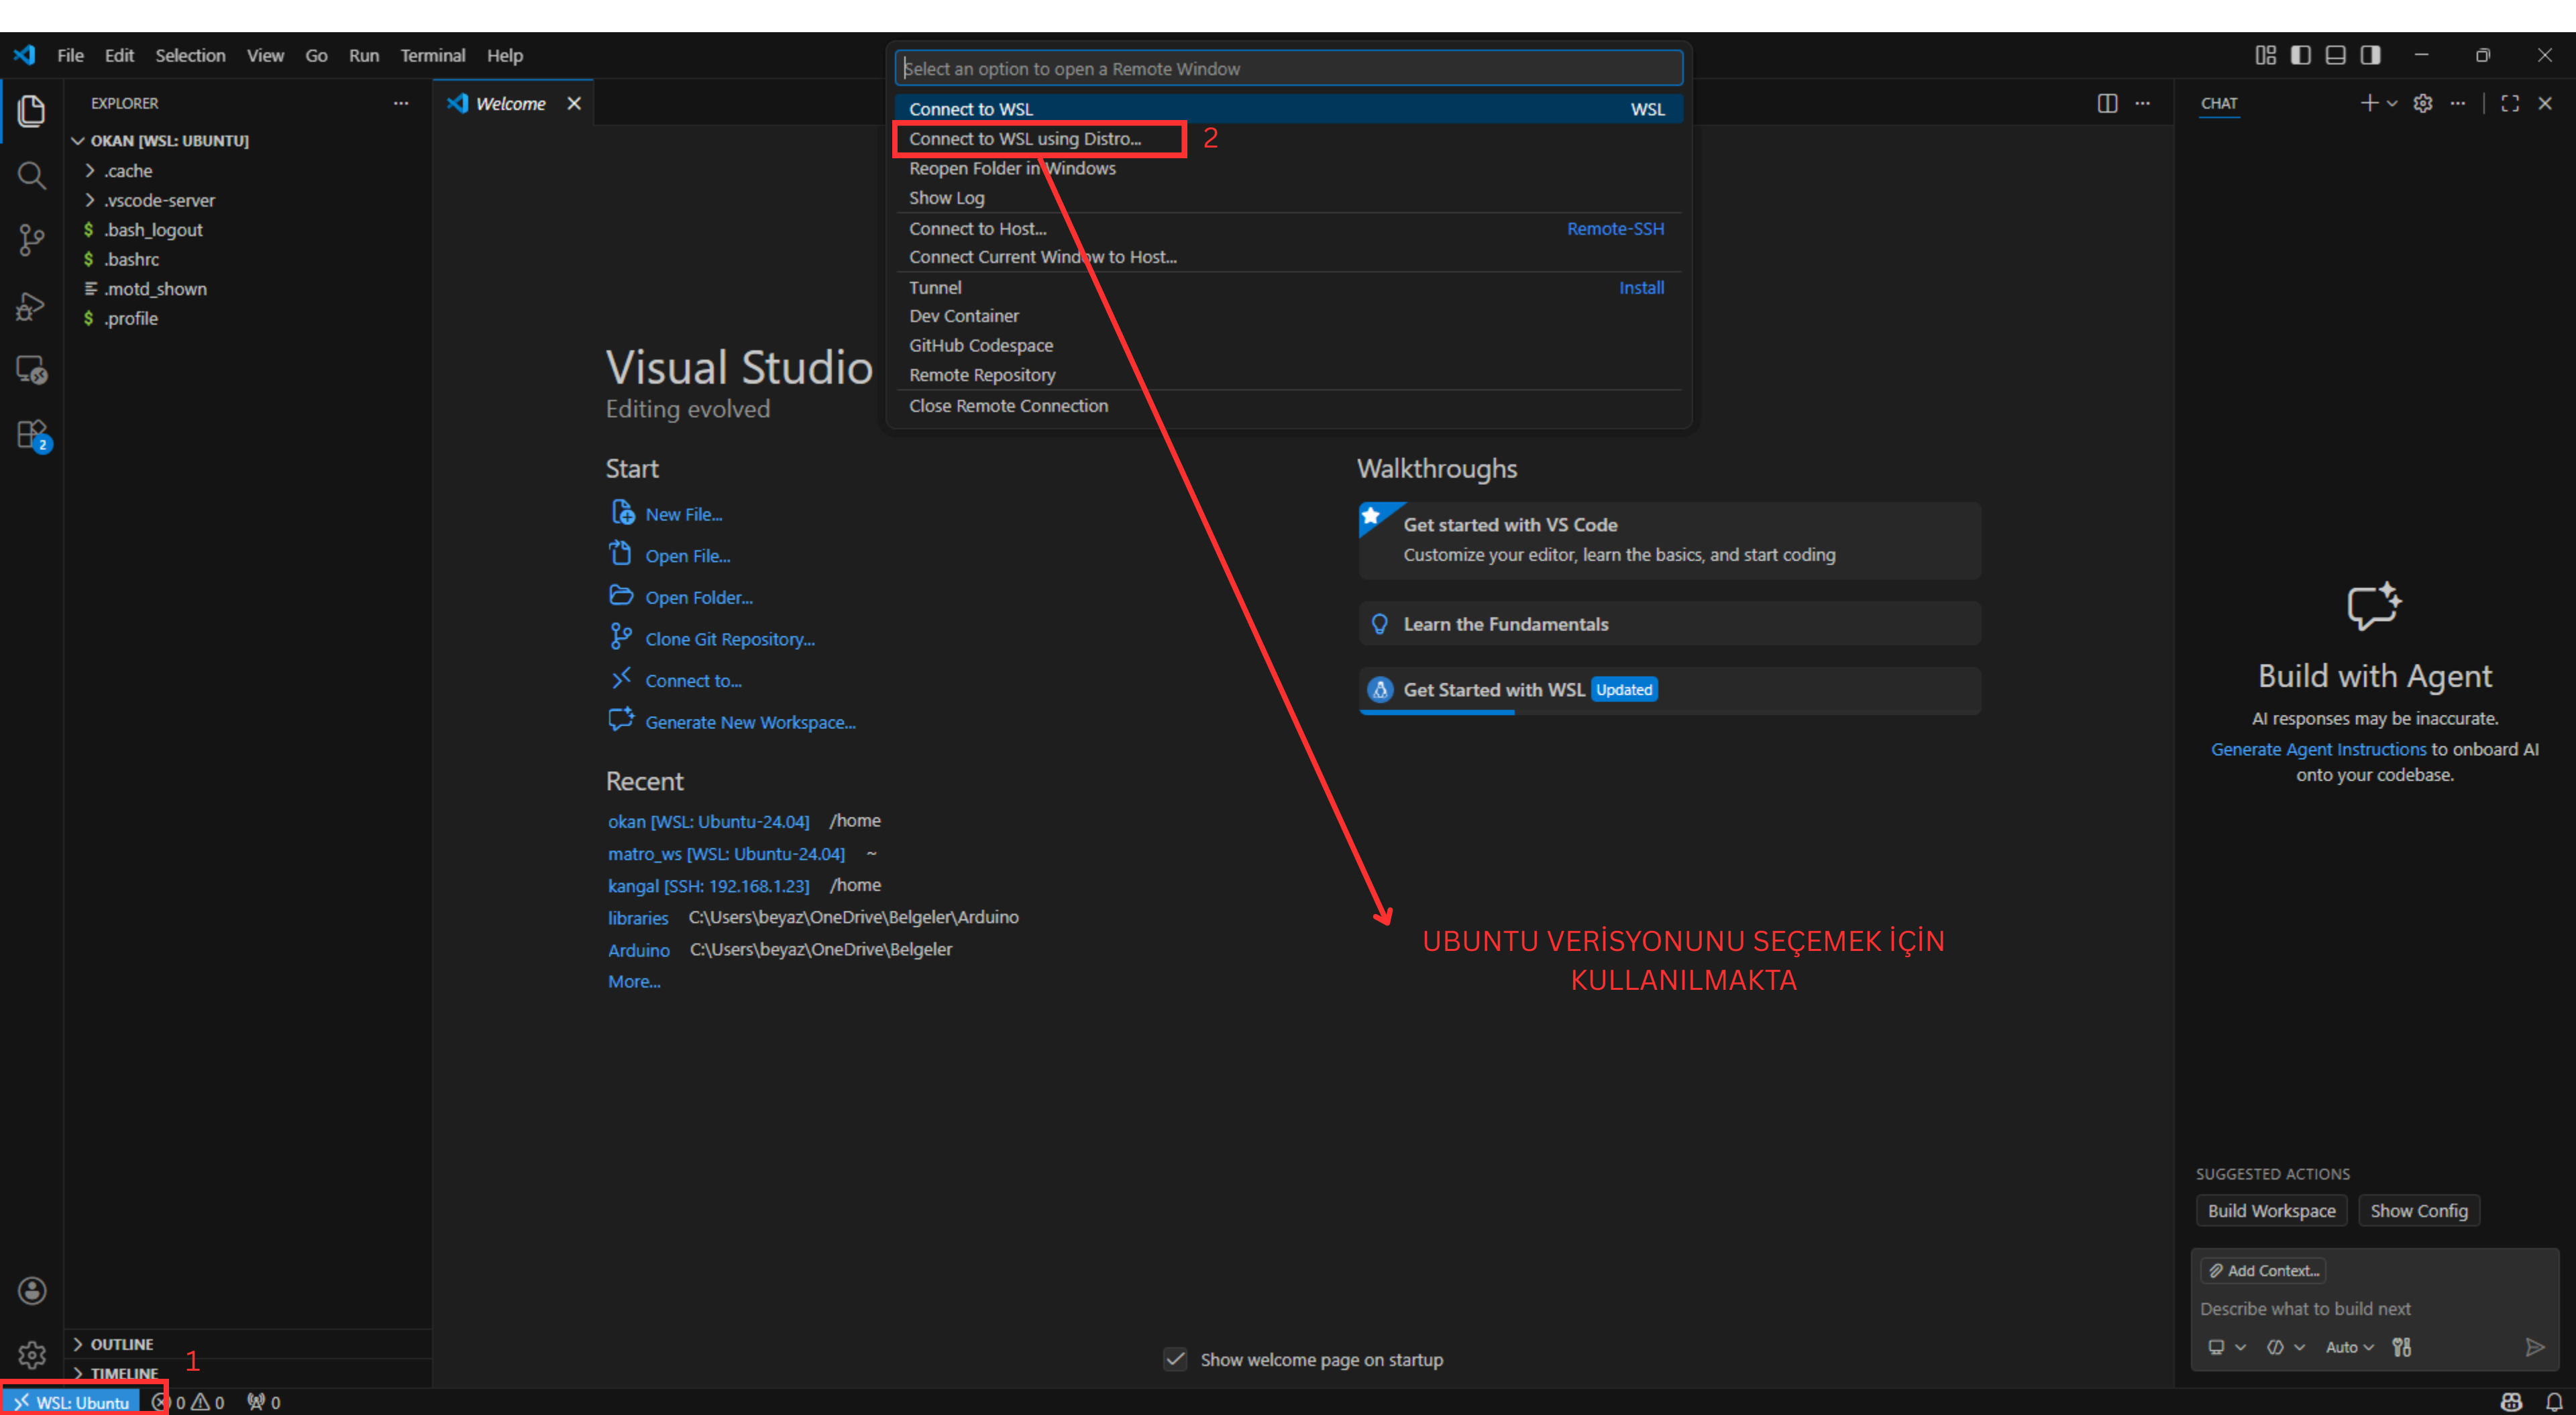 File Edit Selection View Go Run Terminal Help
Select an option to open a Remote Window
Connect to WSL WSL
Connect to WSL using Distro... 2
Reopen Folder in Windows
Show Log
Connect to Host... Remote-SSH
Connect Current Window to Host...
Tunnel Install
Dev Container
GitHub Codespace
Remote Repository
Close Remote Connection
EXPLORER
OKAN [WSL: UBUNTU]
.cache
.vscode-server
$ .bash_logout
$ .bashrc
.motd_shown
$ .profile
2
OUTLINE
1
TIMELINE
Welcome
Visual Studio
Editing evolved
Start
New File...
Open File...
Open Folder...
Clone Git Repository...
Connect to...
Generate New Workspace...
Recent
okan [WSL: Ubuntu-24.04] /home
matro_ws [WSL: Ubuntu-24.04] ~
kangal [SSH: 192.168.1.23] /home
libraries C:\Users\beyaz\OneDrive\Belgeler\Arduino
Arduino C:\Users\beyaz\OneDrive\Belgeler
More...
Walkthroughs
Get started with VS Code
Customize your editor, learn the basics, and start coding
Learn the Fundamentals
Get Started with WSL Updated
UBUNTU VERİSYONUNU SEÇEMEK İÇİN
KULLANILMAKTA
Show welcome page on startup
CHAT
Build with Agent
AI responses may be inaccurate.
Generate Agent Instructions to onboard AI
onto your codebase.
SUGGESTED ACTIONS
Build Workspace Show Config
Add Context...
Describe what to build next
Auto
WSL: Ubuntu 0 0 0